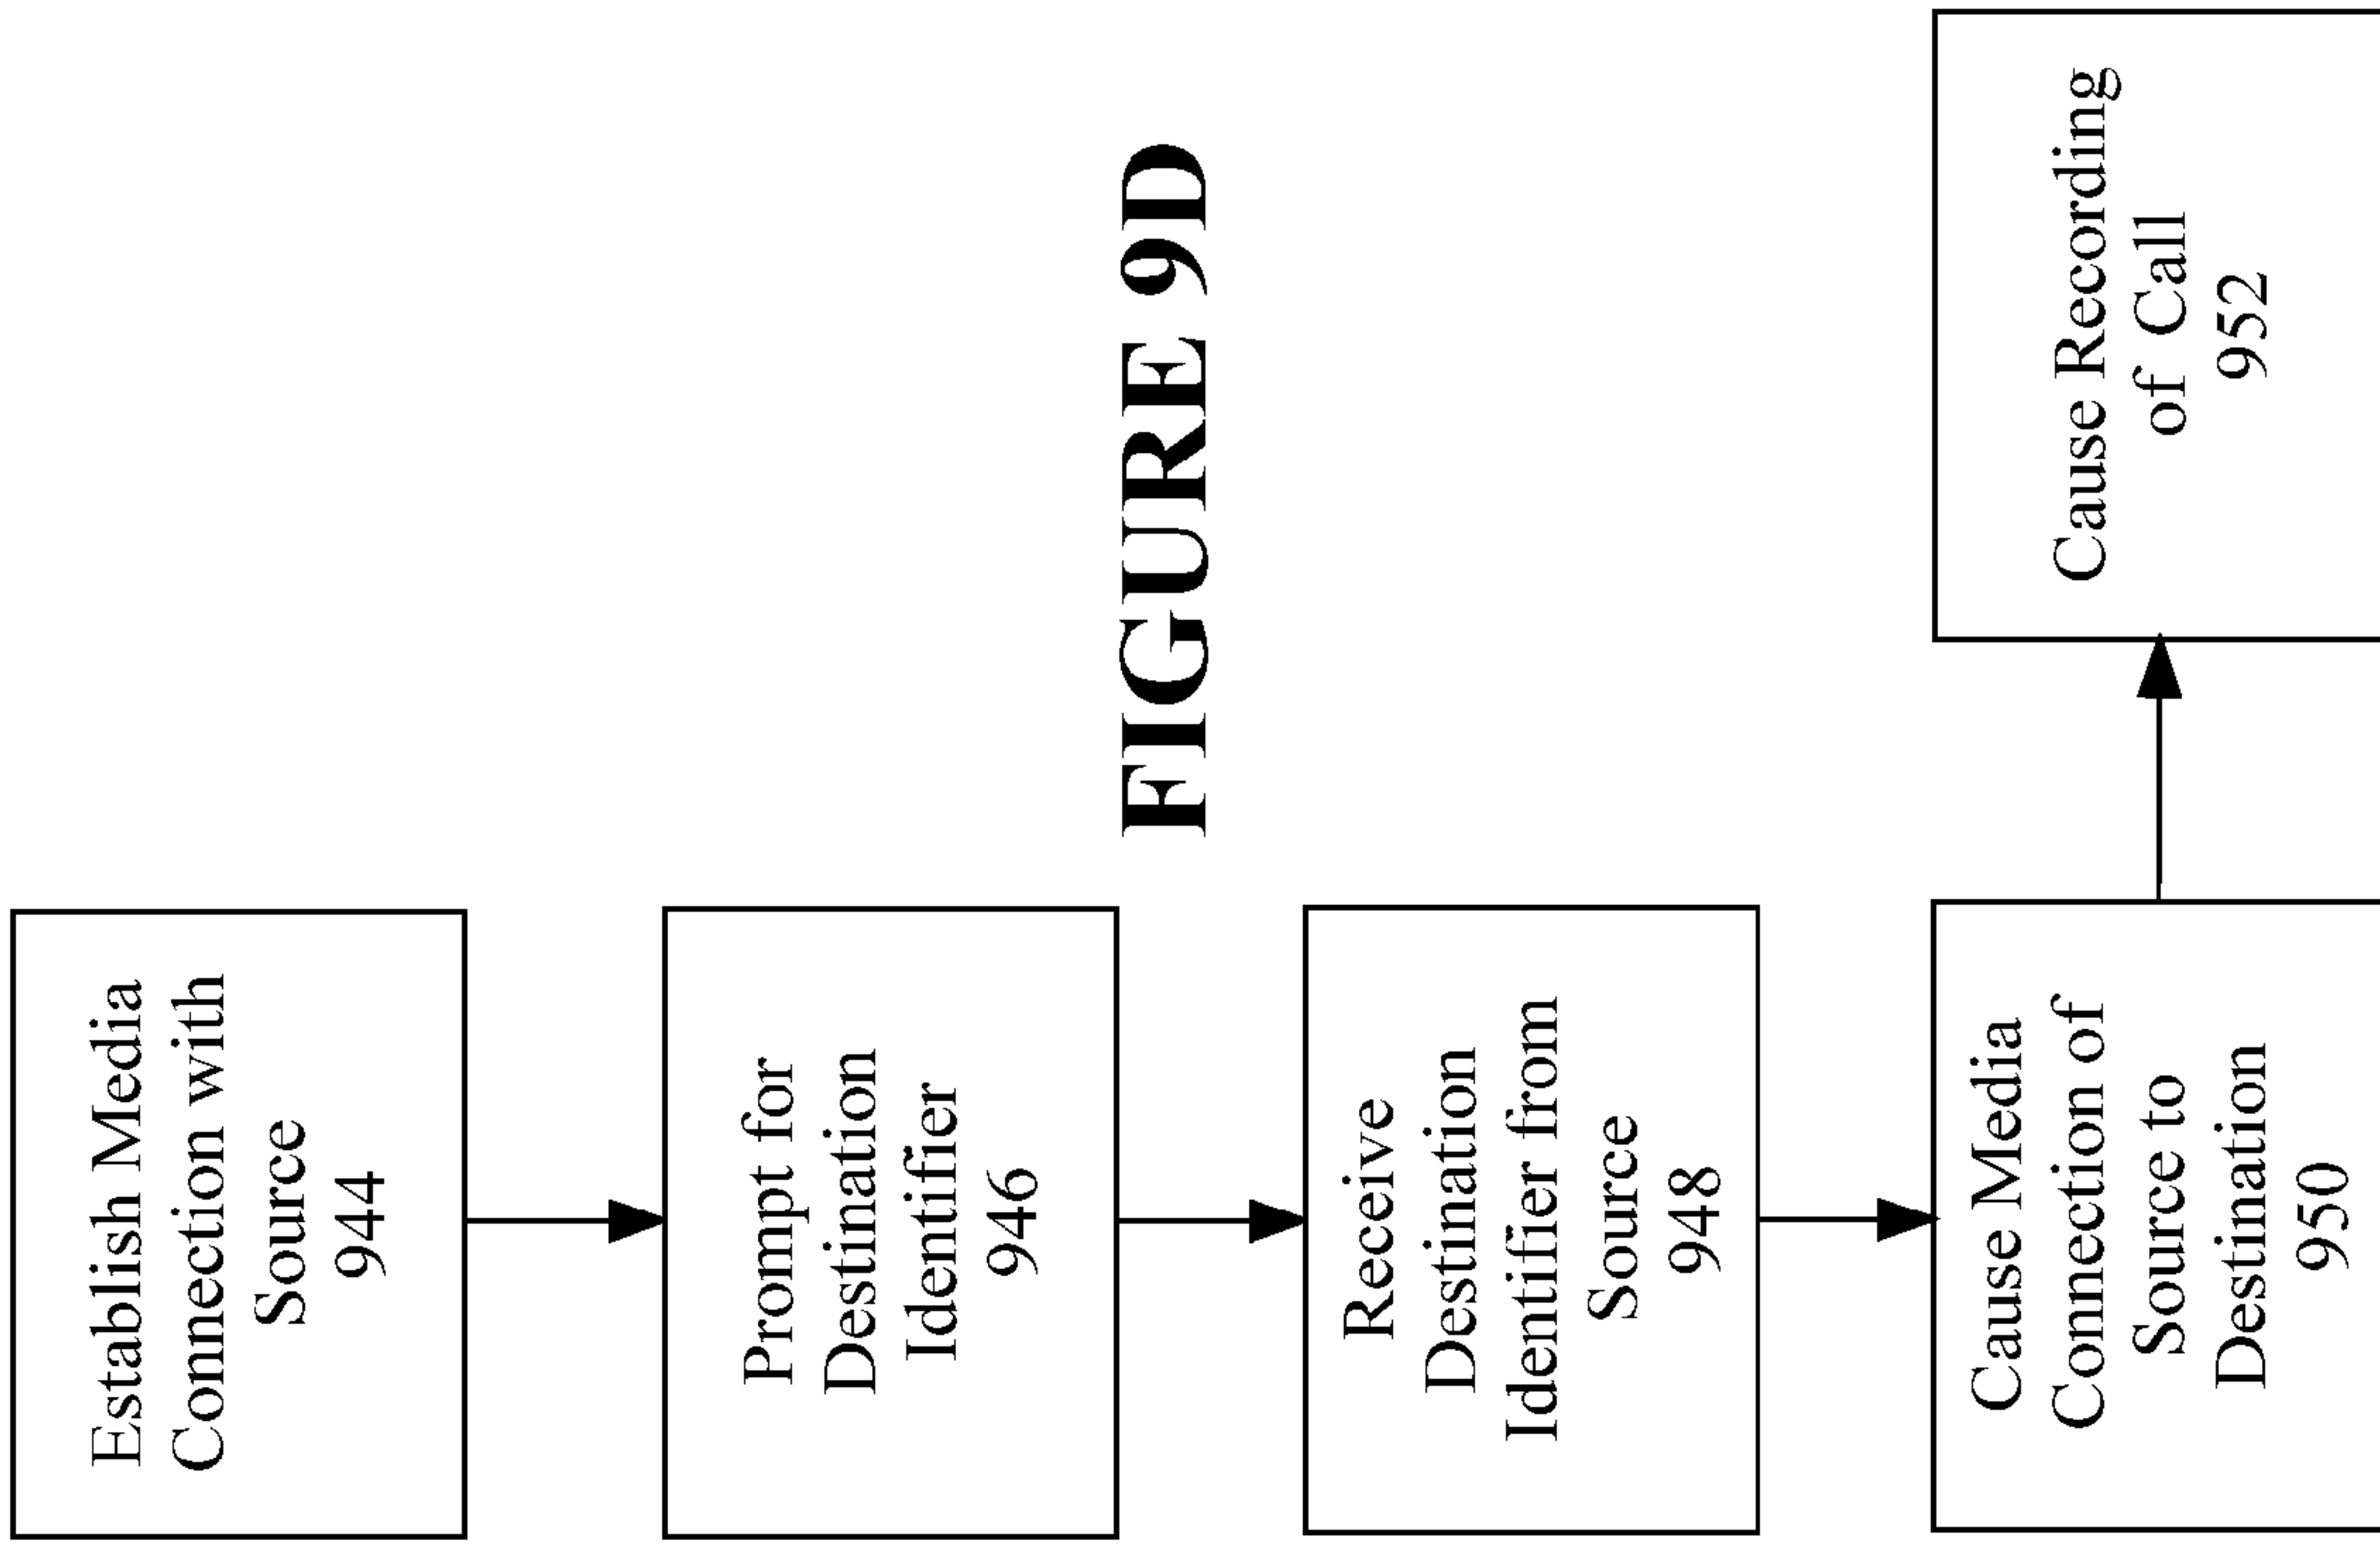 Establish Media
Connection with
Source
944
Prompt for
Destination
Identifier
946
Receive
Destination
Identifier from
Source
948
Cause Media
Connection of
Source to
Destination
950
Cause Recording
of Call
952
FIGURE 9D